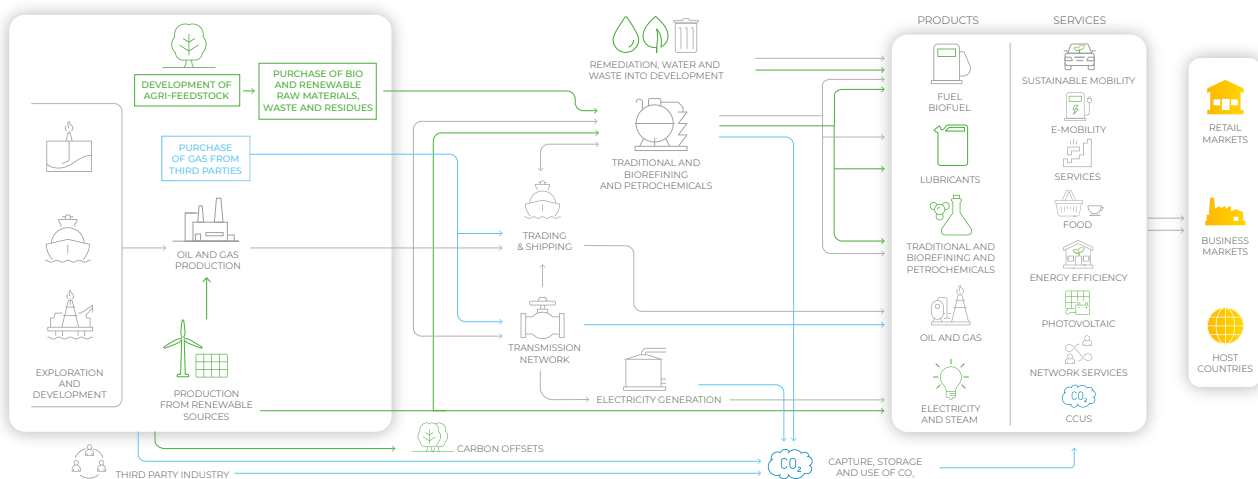 PRODUCTS
SERVICES
DEVELOPMENT OF
AGRI-FEEDSTOCK
PURCHASE OF BIO
AND RENEWABLE
RAW MATERIALS,
WASTE AND RESIDUES
PURCHASE
OF GAS FROM
THIRD PARTIES
OIL AND GAS
PRODUCTION
EXPLORATION
AND
DEVELOPMENT
PRODUCTION
FROM RENEWABLE
SOURCES
THIRD PARTY INDUSTRY
CARBON OFFSETS
REMEDIATION, WATER AND
WASTE INTO DEVELOPMENT
TRADITIONAL AND
BIOREFINING
AND PETROCHEMICALS
TRADING
& SHIPPING
TRANSMISSION
NETWORK
ELECTRICITY GENERATION
CO2
CAPTURE, STORAGE
AND USE OF CO,
FUEL
BIOFUEL
LUBRICANTS
TRADITIONAL AND
BIOREFINING AND
PETROCHEMICALS
OIL AND GAS
ELECTRICITY
AND STEAM
SUSTAINABLE MOBILITY
E-MOBILITY
SERVICES
FOOD
ENERGY EFFICIENCY
PHOTOVOLTAIC
NETWORK SERVICES
CO2
CCUS
RETAIL
MARKETS
BUSINESS
MARKETS
HOST
COUNTRIES